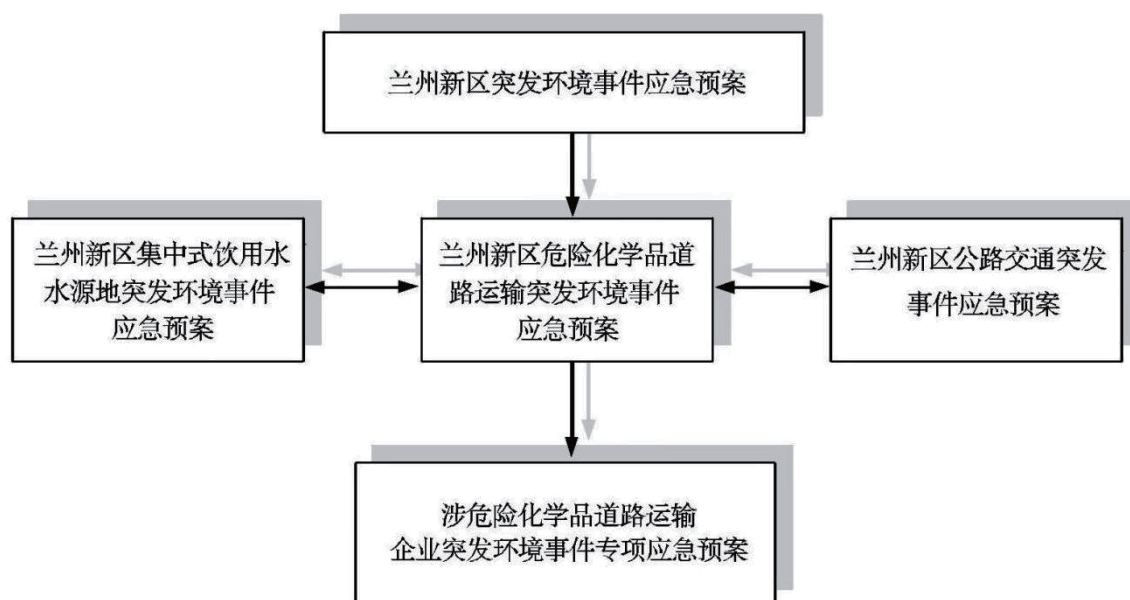 兰州新区突发环境事件应急预案
兰州新区集中式饮用水
水源地突发环境事件
应急预案
兰州新区危险化学品道
路运输突发环境事件
应急预案
兰州新区公路交通突发
事件应急预案
涉危险化学品道路运输
企业突发环境事件专项应急预案